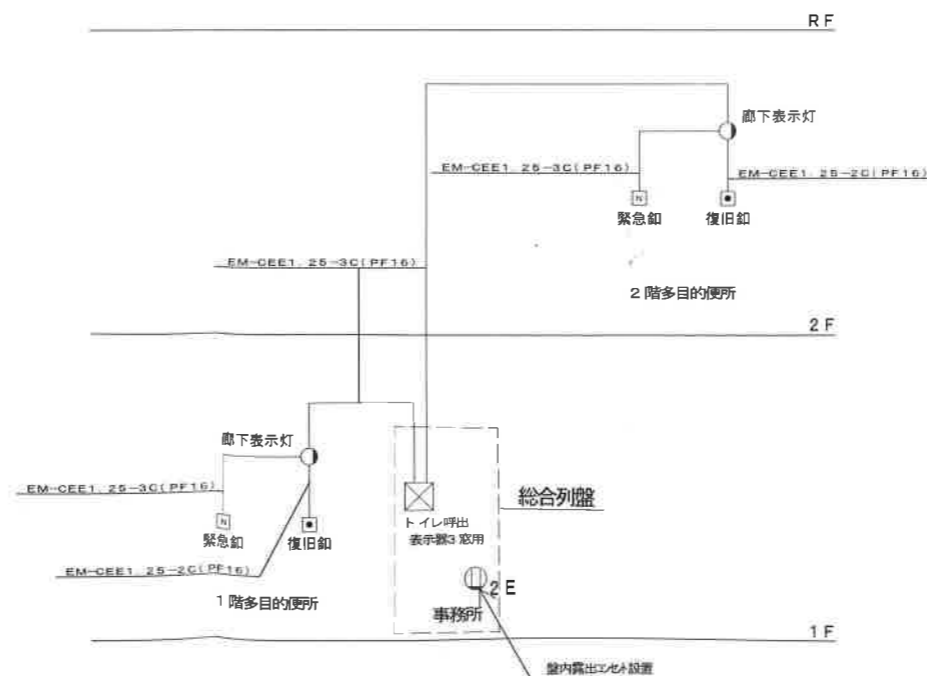 RF
廊下表示灯
EM-CEE1.25-3C(PF16)
EM-CEE1.25-2C(PF16)
N
緊急釦
復旧釦
EM-CEE1.25-3C(PF16)
2階多目的便所
2F
廊下表示灯
EM-CEE1.25-3C(PF16)
総合列盤
N
緊急釦
復旧釦
トイレ呼出
表示器3窓用
EM-CEE1.25-2C(PF16)
2E
1階多目的便所
事務所
1F
盤内露出コンセント設置